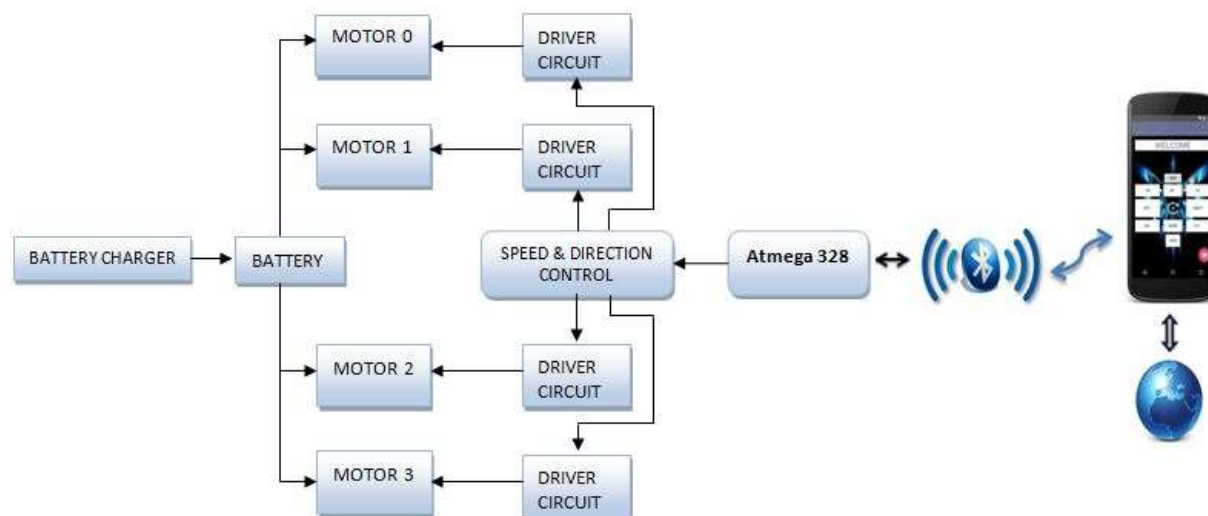 MOTOR 0
DRIVER
CIRCUIT
MOTOR 1
DRIVER
CIRCUIT
WELCOME
BATTERY CHARGER
BATTERY
SPEED & DIRECTION
CONTROL
Atmega 328
MOTOR 2
DRIVER
CIRCUIT
MOTOR 3
DRIVER
CIRCUIT